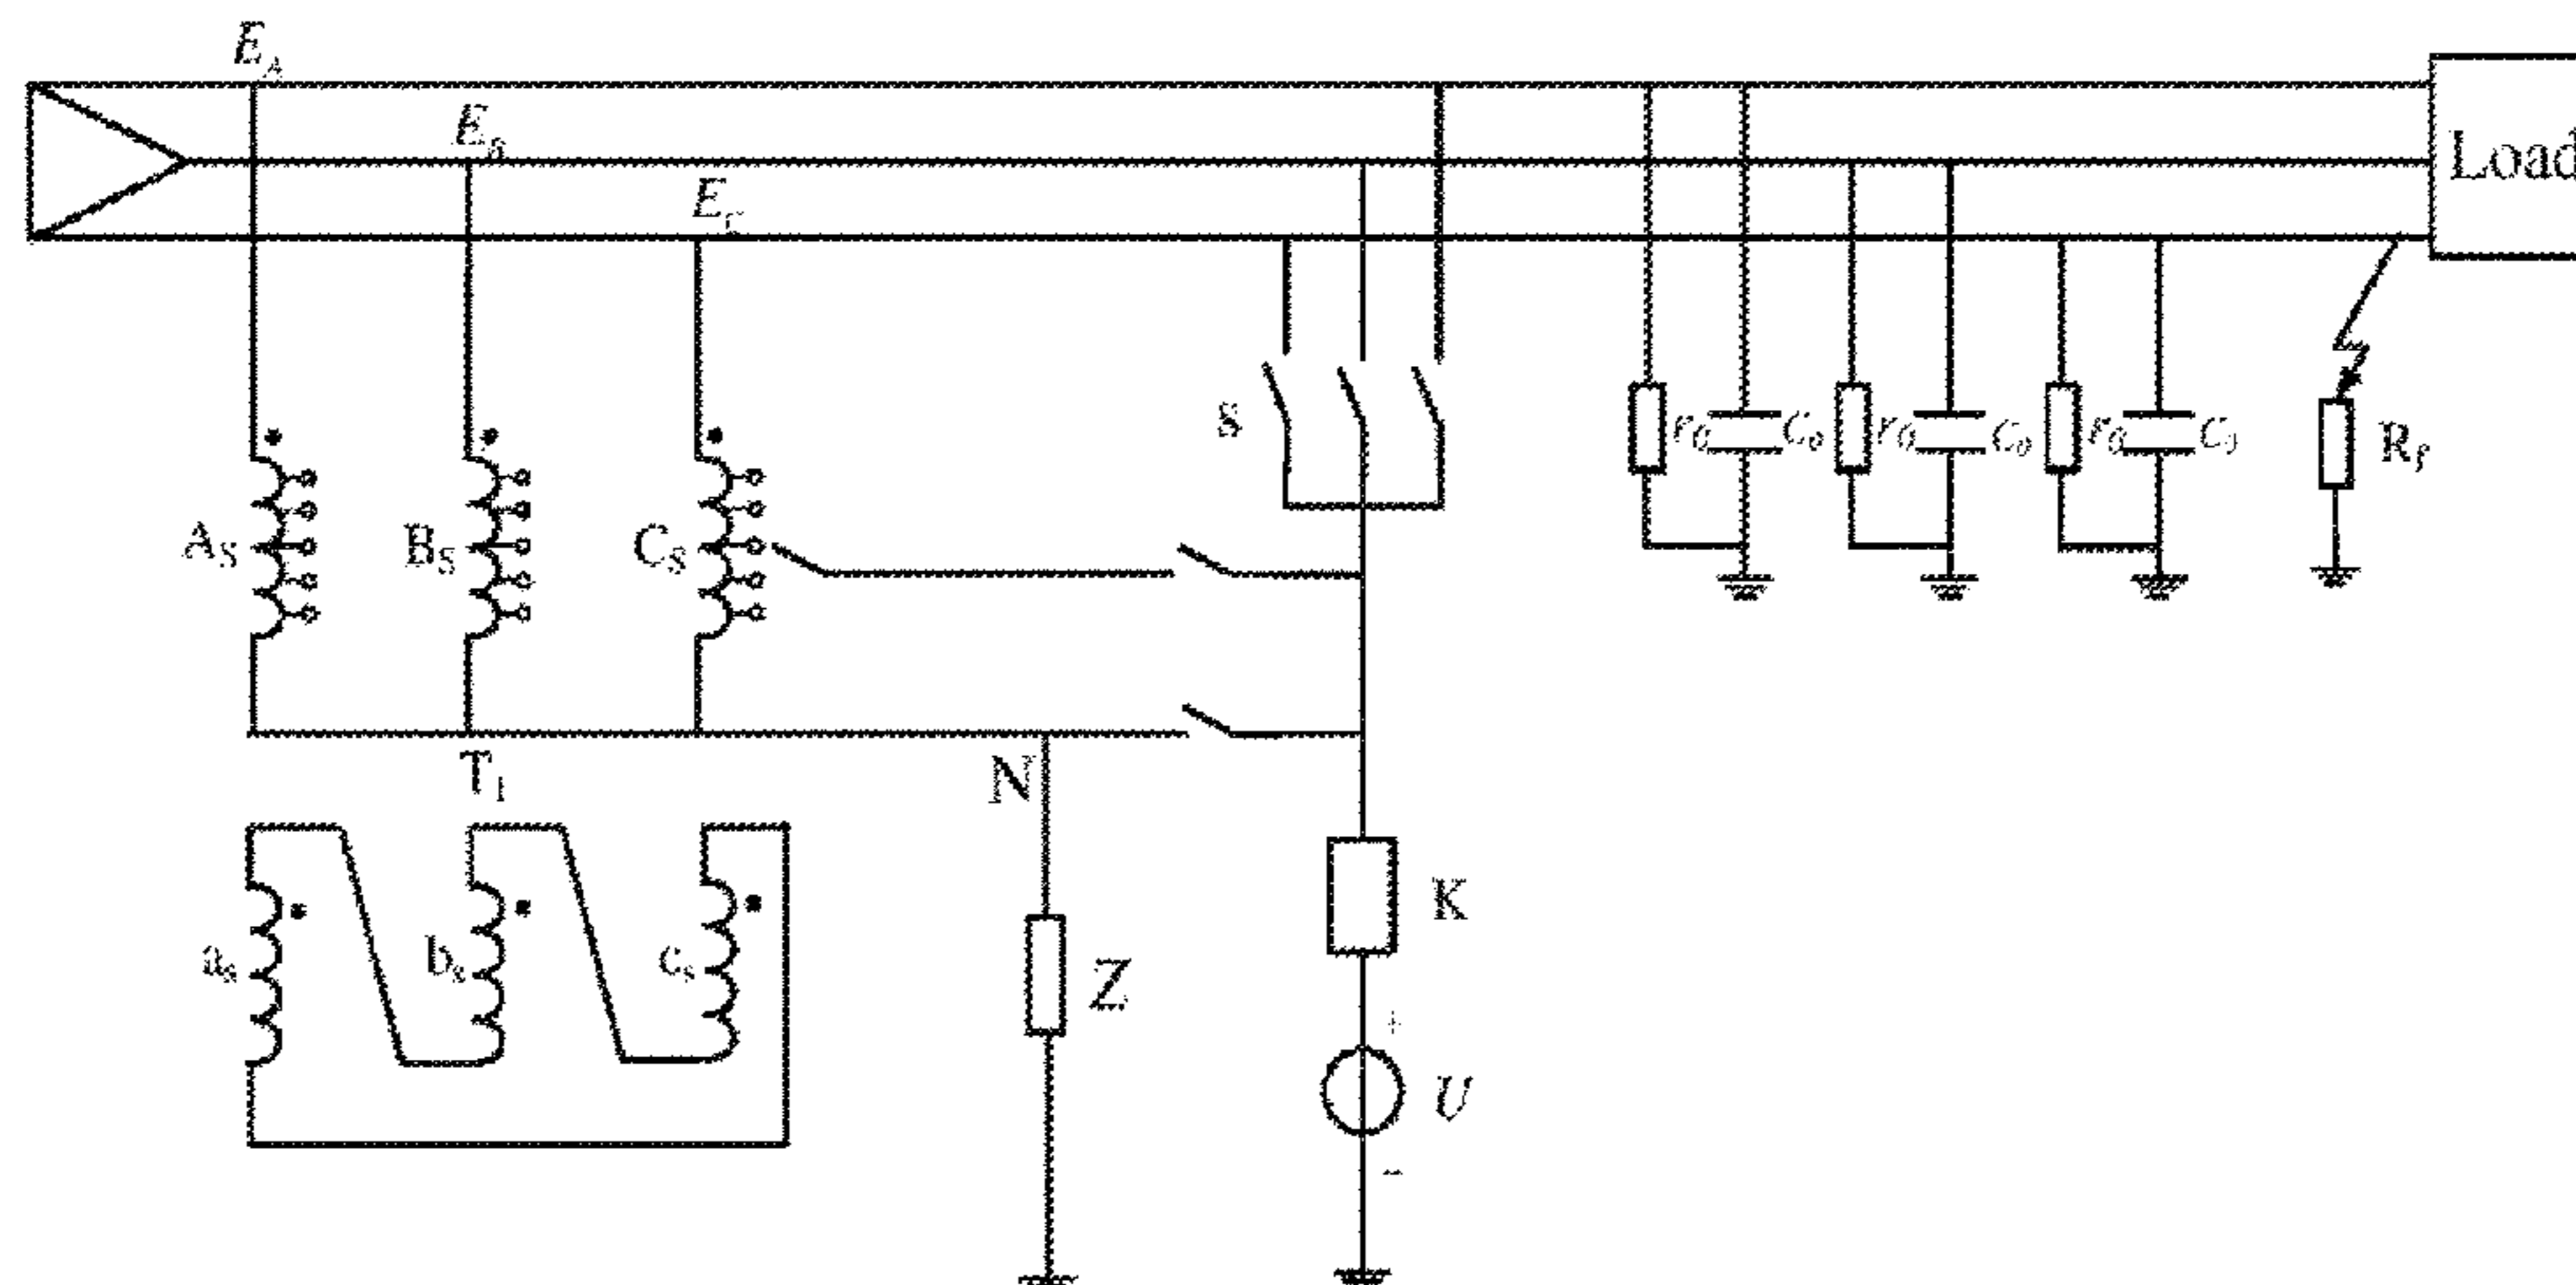 E_A
E_B
E_C
Load
S
r_0 C_0 r_0 C_0 r_0 C_0 R_f
A_S B_S C_S
T_1
N
K
a_s b_s c_s
Z
+
U
−